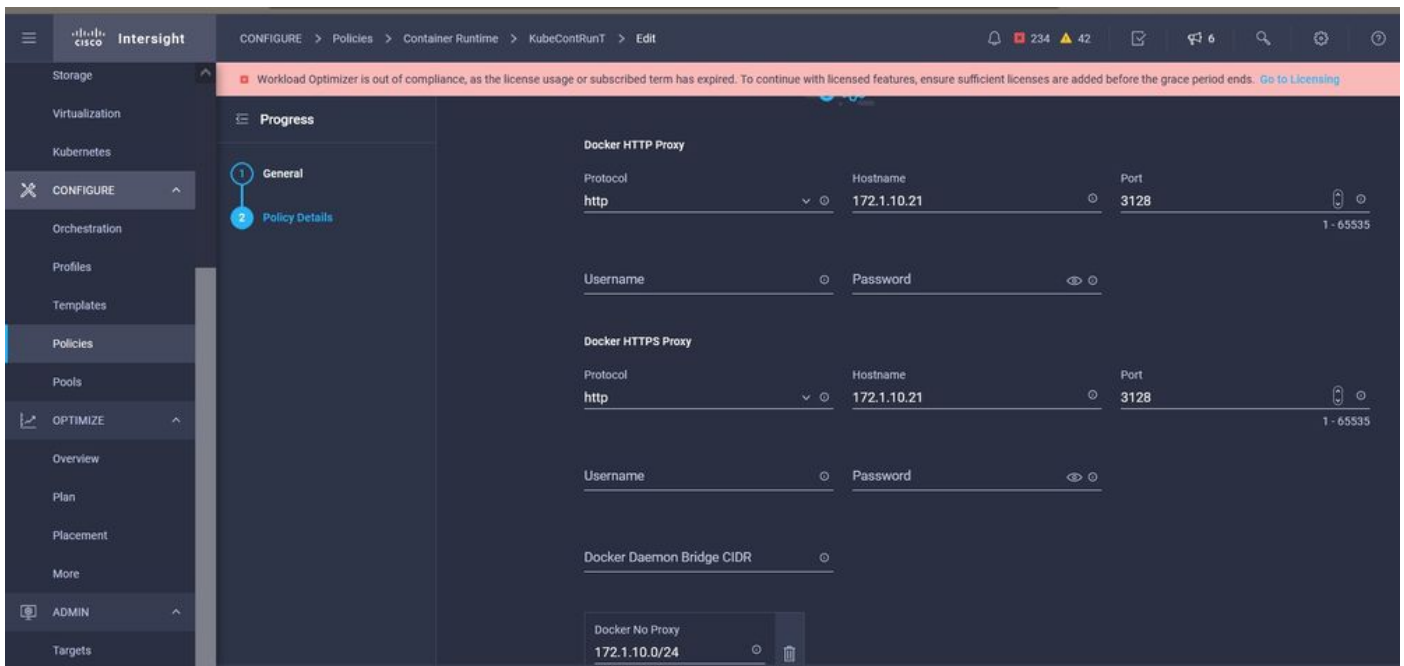 cisco Intersight
CONFIGURE > Policies > Container Runtime > KubeContRunT > Edit
234 42
6
Workload Optimizer is out of compliance, as the license usage or subscribed term has expired. To continue with licensed features, ensure sufficient licenses are added before the grace period ends. Go to Licensing
Storage
Virtualization
Kubernetes
CONFIGURE
Orchestration
Profiles
Templates
Policies
Pools
OPTIMIZE
Overview
Plan
Placement
More
ADMIN
Targets
Progress
1 General
2 Policy Details
Docker HTTP Proxy
Protocol Hostname Port
http 172.1.10.21 3128
1 - 65535
Username Password
Docker HTTPS Proxy
Protocol Hostname Port
http 172.1.10.21 3128
1 - 65535
Username Password
Docker Daemon Bridge CIDR
Docker No Proxy
172.1.10.0/24